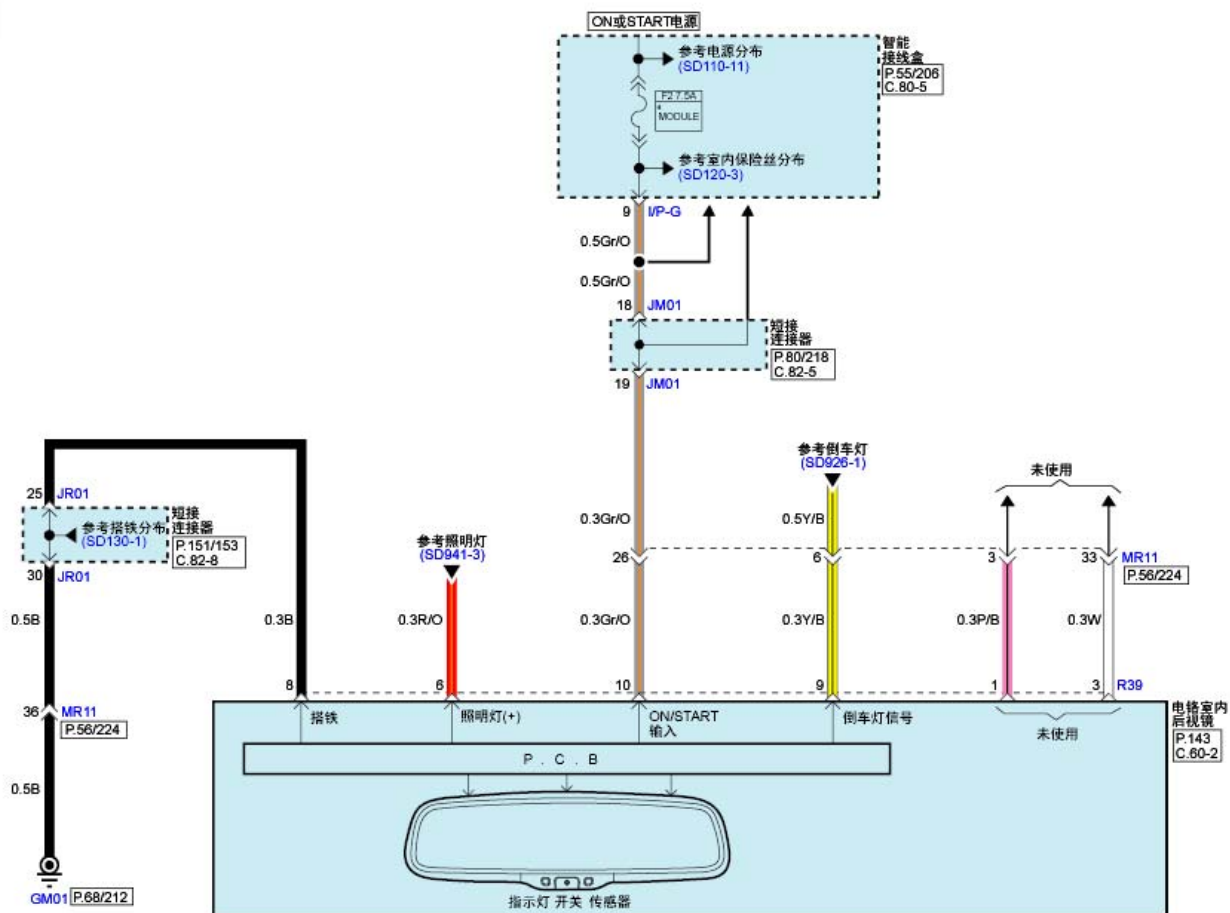 ON或START电源
参考电源分布
(SD110-11)
智能
接线盒
P.55/206
C.80-5
F2 7.5A
MODULE
参考室内保险丝分布
(SD120-3)
9 I/P-G
0.5Gr/O
0.5Gr/O
18 JM01
短接
连接器
P.80/218
C.82-5
19 JM01
参考倒车灯
(SD926-1)
未使用
25 JR01
参考搭铁分布
(SD130-1)
短接
连接器
P.151/153
C.82-8
30 JR01
参考照明灯
(SD941-3)
0.3Gr/O
0.5Y/B
26
6
3
33 MR11
P.56/224
0.5B
0.3B
0.3R/O
0.3Gr/O
0.3Y/B
0.3P/B
0.3W
8
6
10
9
1
3 R39
36 MR11
P.56/224
搭铁
照明灯(+)
ON/START
输入
倒车灯信号
未使用
电铬室内
后视镜
P.143
C.60-2
P . C . B
0.5B
GM01 P.68/212
指示灯 开关 传感器